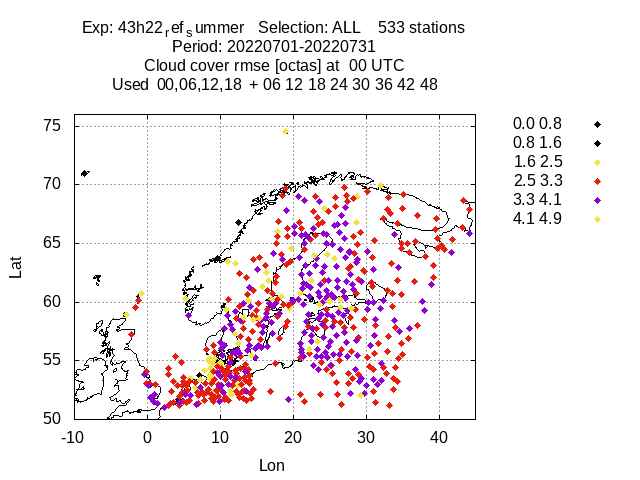 Exp: 43h22refsummer Selection: ALL 533 stations
Period: 20220701-20220731
Cloud cover rmse [octas] at 00 UTC
Used 00,06,12,18 + 06 12 18 24 30 36 42 48
75
70
65
60
55
50
-10 0 10 20 30 40
Lat
Lon
0.0 0.8
0.8 1.6
1.6 2.5
2.5 3.3
3.3 4.1
4.1 4.9